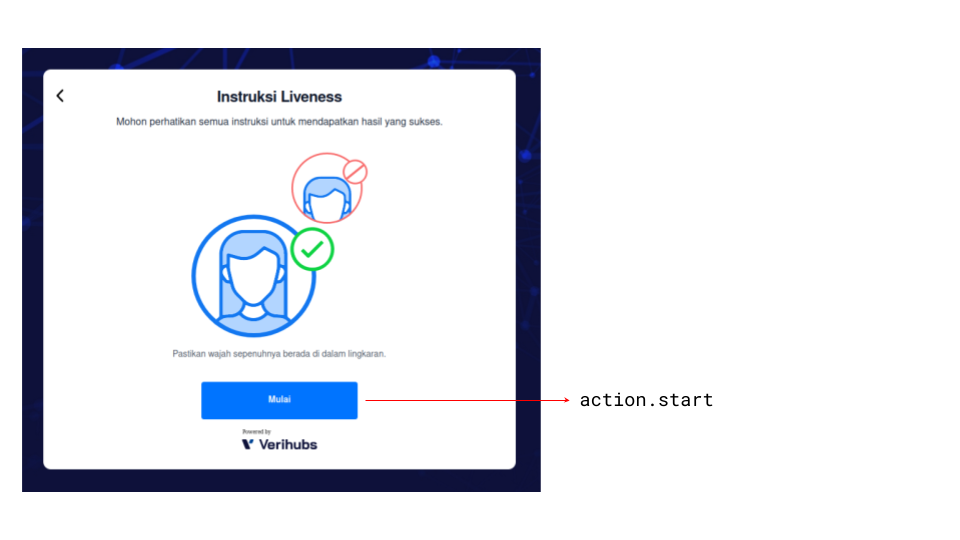 Instruksi Liveness
Mohon perhatikan semua instruksi untuk mendapatkan hasil yang sukses.
Pastikan wajah sepenuhnya berada di dalam lingkaran.
Mulai
action.start
Powered by
Verihubs